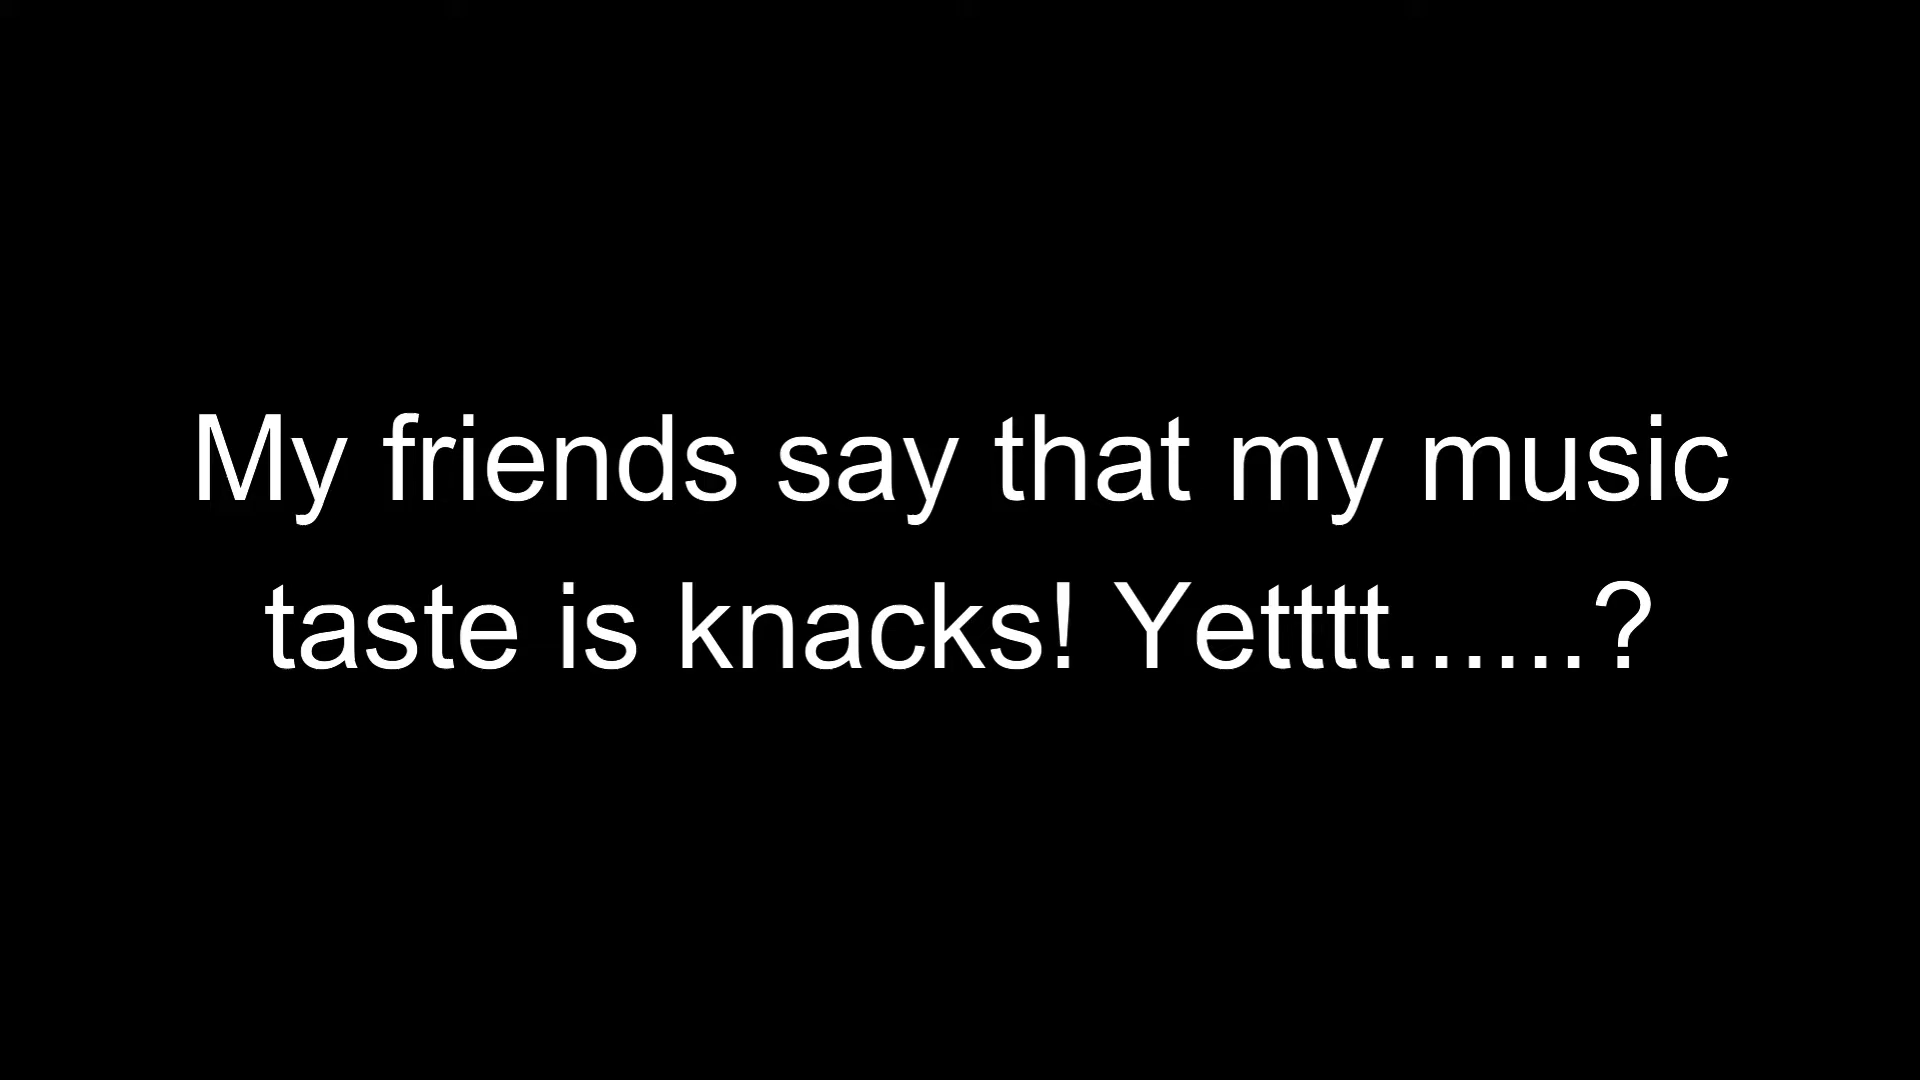 My friends say that my music
taste is knacks! Yetttt......?